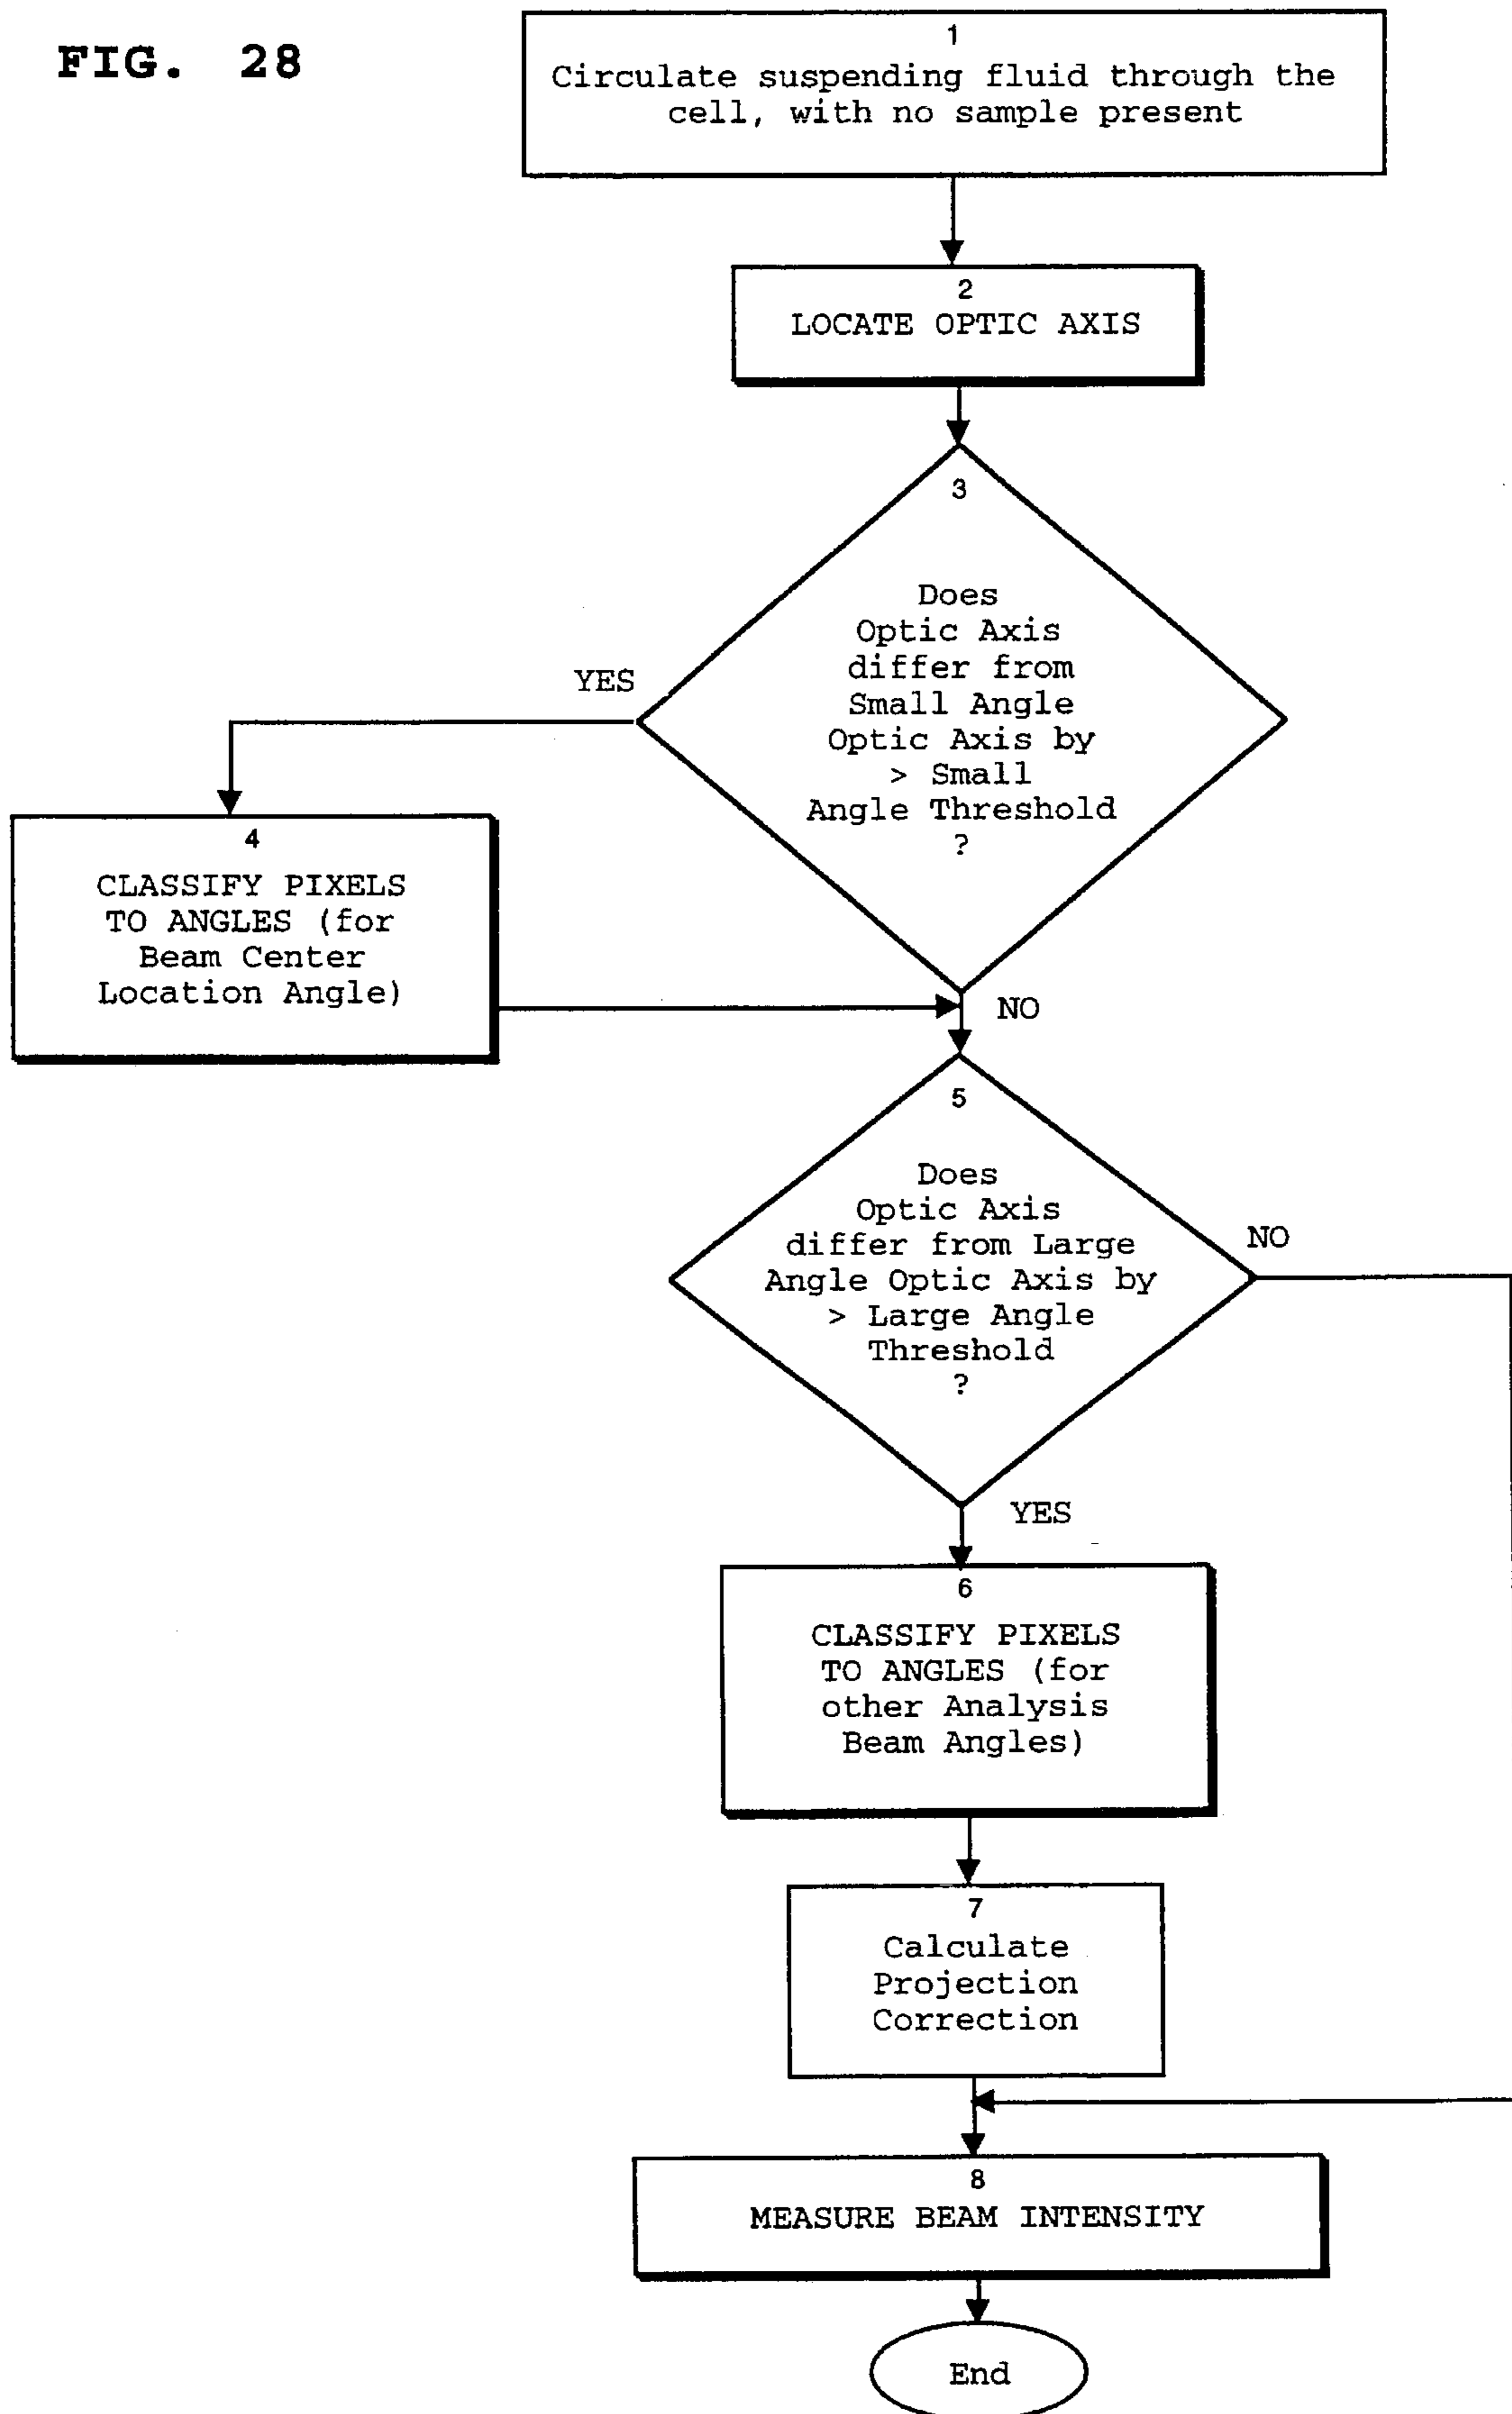 FIG. 28
1
Circulate suspending fluid through the
cell, with no sample present
2
LOCATE OPTIC AXIS
3
Does
Optic Axis
differ from
Small Angle
Optic Axis by
> Small
Angle Threshold
?
YES
4
CLASSIFY PIXELS
TO ANGLES (for
Beam Center
Location Angle)
NO
5
Does
Optic Axis
differ from Large
Angle Optic Axis by
> Large Angle
Threshold
?
NO
YES
6
CLASSIFY PIXELS
TO ANGLES (for
other Analysis
Beam Angles)
7
Calculate
Projection
Correction
8
MEASURE BEAM INTENSITY
End